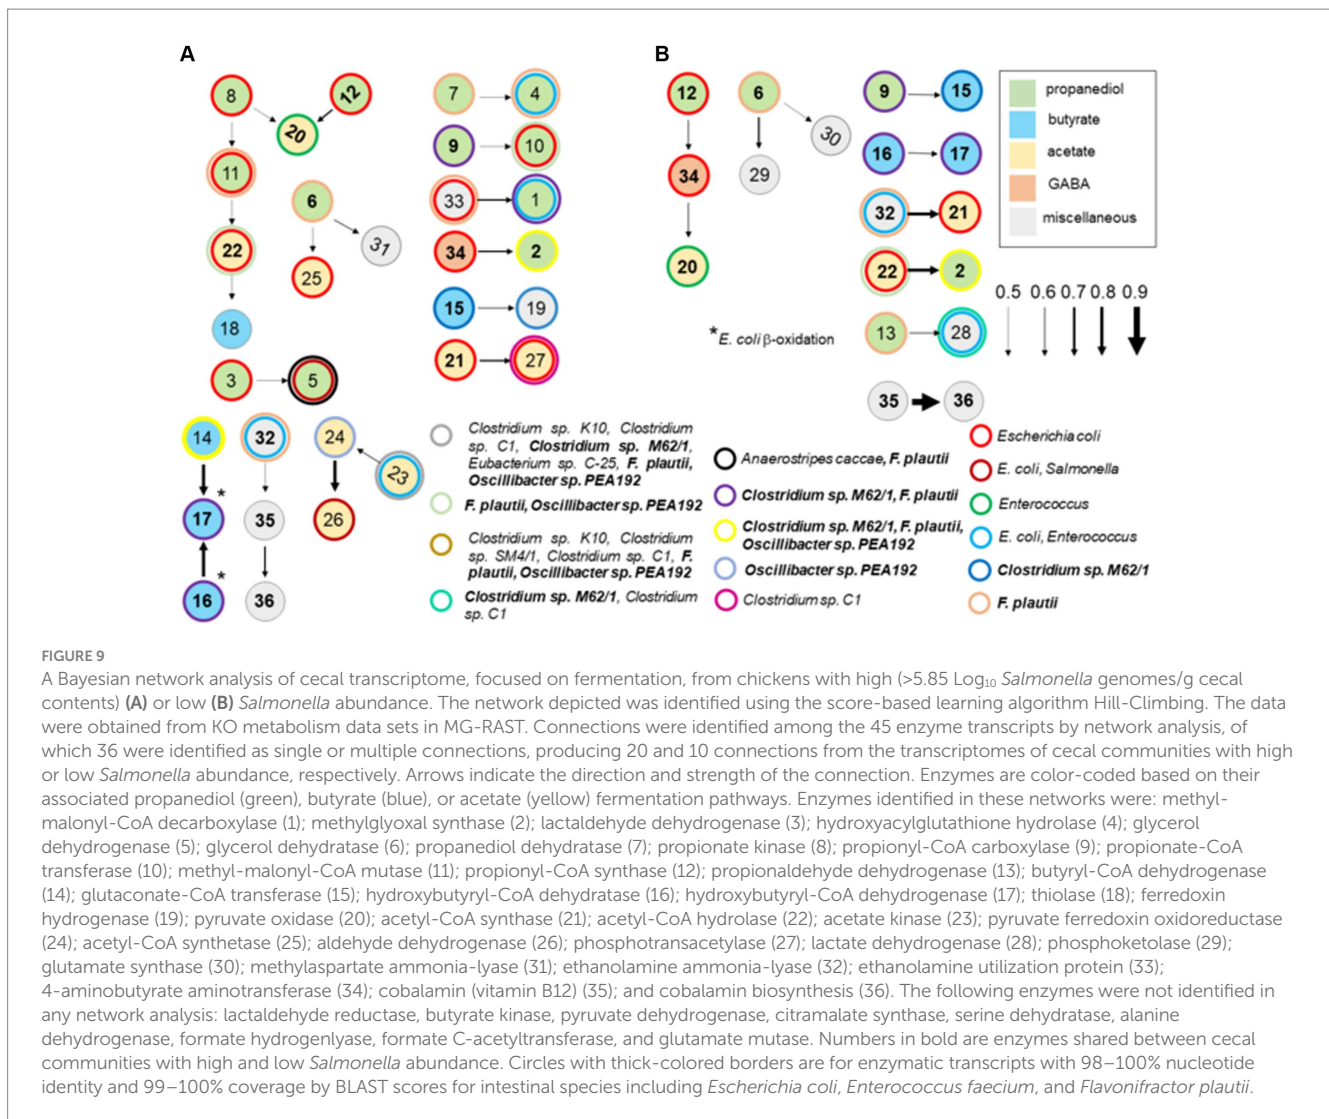 A
B
8
12
20
11
6
22
31
25
18
3
5
14
32
24
23
17
*
35
26
16
*
36
7
4
9
10
33
1
34
2
15
19
21
27
12
6
30
34
29
20
*E. coli β-oxidation
9
15
16
17
32
21
22
2
13
28
35
36
propanediol
butyrate
acetate
GABA
miscellaneous
0.5 0.6 0.7 0.8 0.9
Clostridium sp. K10, Clostridium
sp. C1, Clostridium sp. M62/1,
Eubacterium sp. C-25, F. plautii,
Oscillibacter sp. PEA192
F. plautii, Oscillibacter sp. PEA192
Clostridium sp. K10, Clostridium
sp. SM4/1, Clostridium sp. C1, F.
plautii, Oscillibacter sp. PEA192
Clostridium sp. M62/1, Clostridium
sp. C1
Anaerostripes caccae, F. plautii
Clostridium sp. M62/1, F. plautii
Clostridium sp. M62/1, F. plautii,
Oscillibacter sp. PEA192
Oscillibacter sp. PEA192
Clostridium sp. C1
Escherichia coli
E. coli, Salmonella
Enterococcus
E. coli, Enterococcus
Clostridium sp. M62/1
F. plautii
FIGURE 9
A Bayesian network analysis of cecal transcriptome, focused on fermentation, from chickens with high (>5.85 Log₁₀ Salmonella genomes/g cecal
contents) (A) or low (B) Salmonella abundance. The network depicted was identified using the score-based learning algorithm Hill-Climbing. The data
were obtained from KO metabolism data sets in MG-RAST. Connections were identified among the 45 enzyme transcripts by network analysis, of
which 36 were identified as single or multiple connections, producing 20 and 10 connections from the transcriptomes of cecal communities with high
or low Salmonella abundance, respectively. Arrows indicate the direction and strength of the connection. Enzymes are color-coded based on their
associated propanediol (green), butyrate (blue), or acetate (yellow) fermentation pathways. Enzymes identified in these networks were: methyl-
malonyl-CoA decarboxylase (1); methylglyoxal synthase (2); lactaldehyde dehydrogenase (3); hydroxyacylglutathione hydrolase (4); glycerol
dehydrogenase (5); glycerol dehydratase (6); propanediol dehydratase (7); propionate kinase (8); propionyl-CoA carboxylase (9); propionate-CoA
transferase (10); methyl-malonyl-CoA mutase (11); propionyl-CoA synthase (12); propionaldehyde dehydrogenase (13); butyryl-CoA dehydrogenase
(14); glutaconate-CoA transferase (15); hydroxybutyryl-CoA dehydratase (16); hydroxybutyryl-CoA dehydrogenase (17); thiolase (18); ferredoxin
hydrogenase (19); pyruvate oxidase (20); acetyl-CoA synthase (21); acetyl-CoA hydrolase (22); acetate kinase (23); pyruvate ferredoxin oxidoreductase
(24); acetyl-CoA synthetase (25); aldehyde dehydrogenase (26); phosphotransacetylase (27); lactate dehydrogenase (28); phosphoketolase (29);
glutamate synthase (30); methylaspartate ammonia-lyase (31); ethanolamine ammonia-lyase (32); ethanolamine utilization protein (33);
4-aminobutyrate aminotransferase (34); cobalamin (vitamin B12) (35); and cobalamin biosynthesis (36). The following enzymes were not identified in
any network analysis: lactaldehyde reductase, butyrate kinase, pyruvate dehydrogenase, citramalate synthase, serine dehydratase, alanine
dehydrogenase, formate hydrogenlyase, formate C-acetyltransferase, and glutamate mutase. Numbers in bold are enzymes shared between cecal
communities with high and low Salmonella abundance. Circles with thick-colored borders are for enzymatic transcripts with 98–100% nucleotide
identity and 99–100% coverage by BLAST scores for intestinal species including Escherichia coli, Enterococcus faecium, and Flavonifractor plautii.